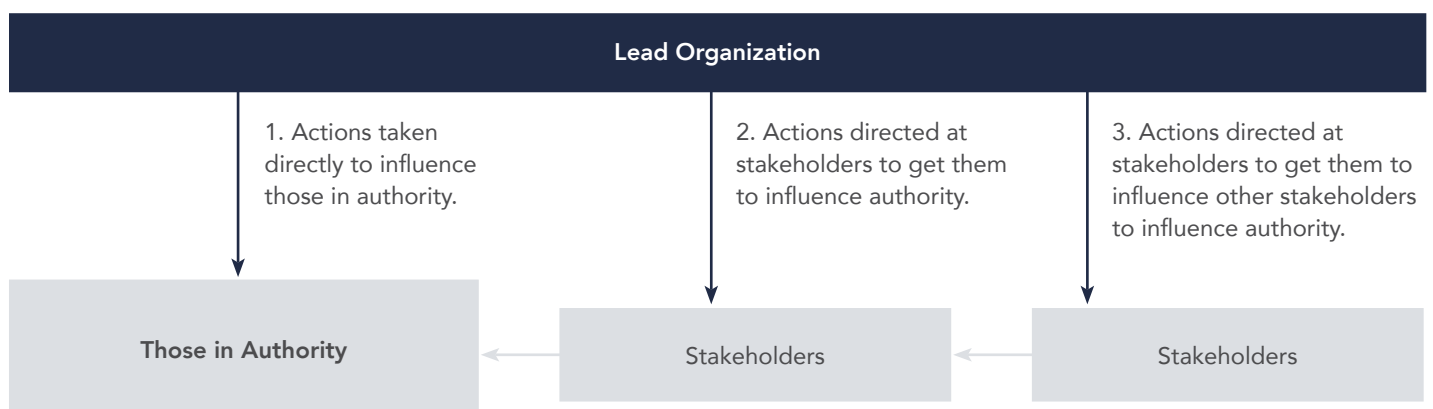 Lead Organization
1. Actions taken
directly to influence
those in authority.
2. Actions directed at
stakeholders to get them
to influence authority.
3. Actions directed at
stakeholders to get them to
influence other stakeholders
to influence authority.
Those in Authority
Stakeholders
Stakeholders